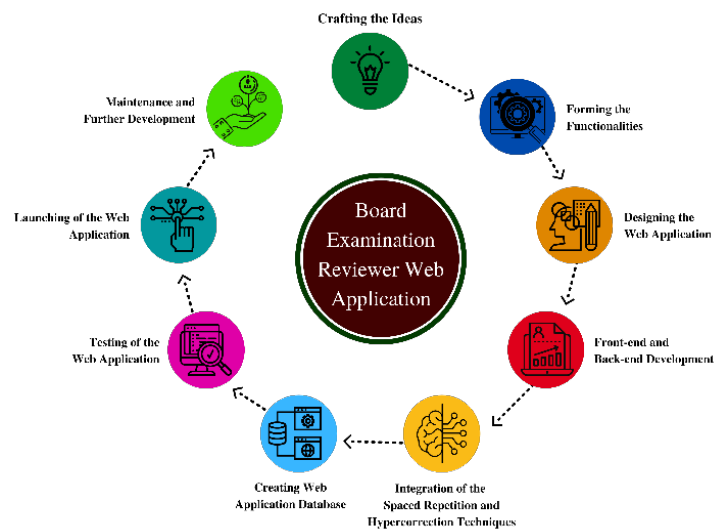 Crafting the Ideas
Forming the
Functionalities
Designing the
Web Application
Front-end and
Back-end Development
Integration of the
Spaced Repetition and
Hypercorrection Techniques
Creating Web
Application Database
Testing of the
Web Application
Launching of the Web
Application
Maintenance and
Further Development
Board
Examination
Reviewer Web
Application